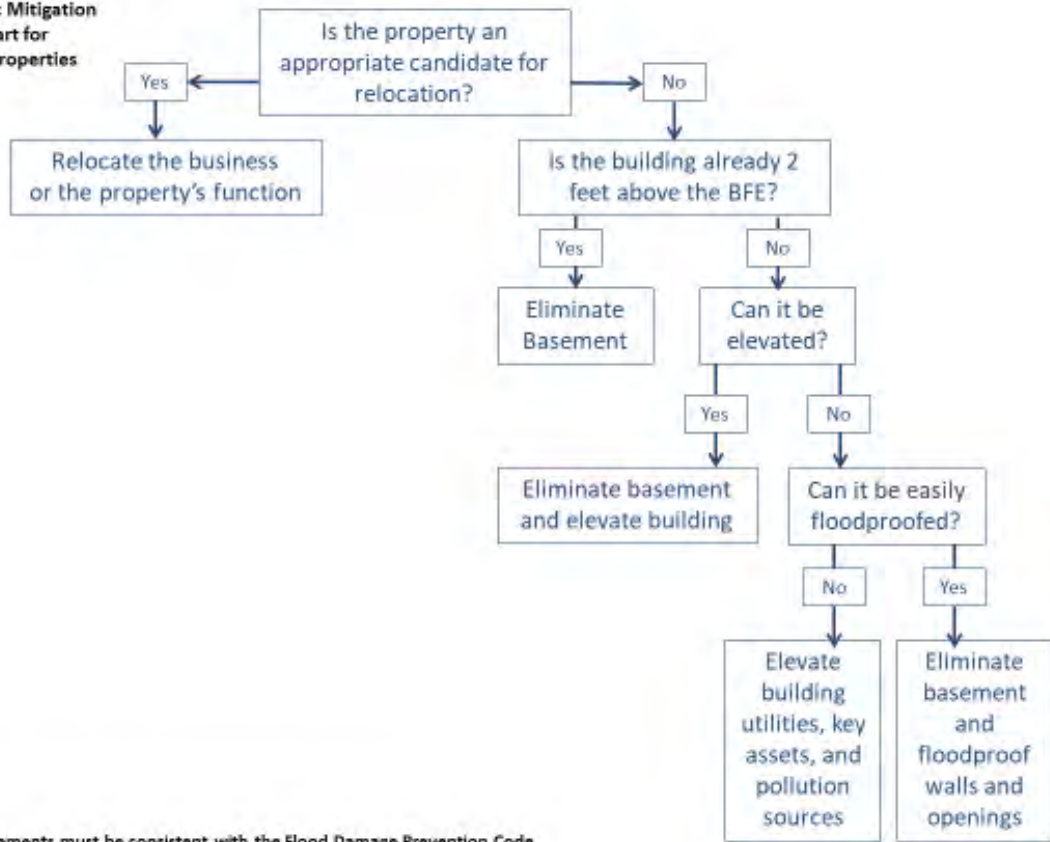 : Mitigation
art for
roperties
Is the property an
appropriate candidate for
relocation?
Yes
No
Relocate the business
or the property's function
Is the building already 2
feet above the BFE?
Yes
No
Eliminate
Basement
Can it be
elevated?
Yes
No
Eliminate basement
and elevate building
Can it be easily
floodproofed?
No
Yes
Elevate
building
utilities, key
assets, and
pollution
sources
Eliminate
basement
and
floodproof
walls and
openings
ements must be consistent with the Flood Damage Prevention Code